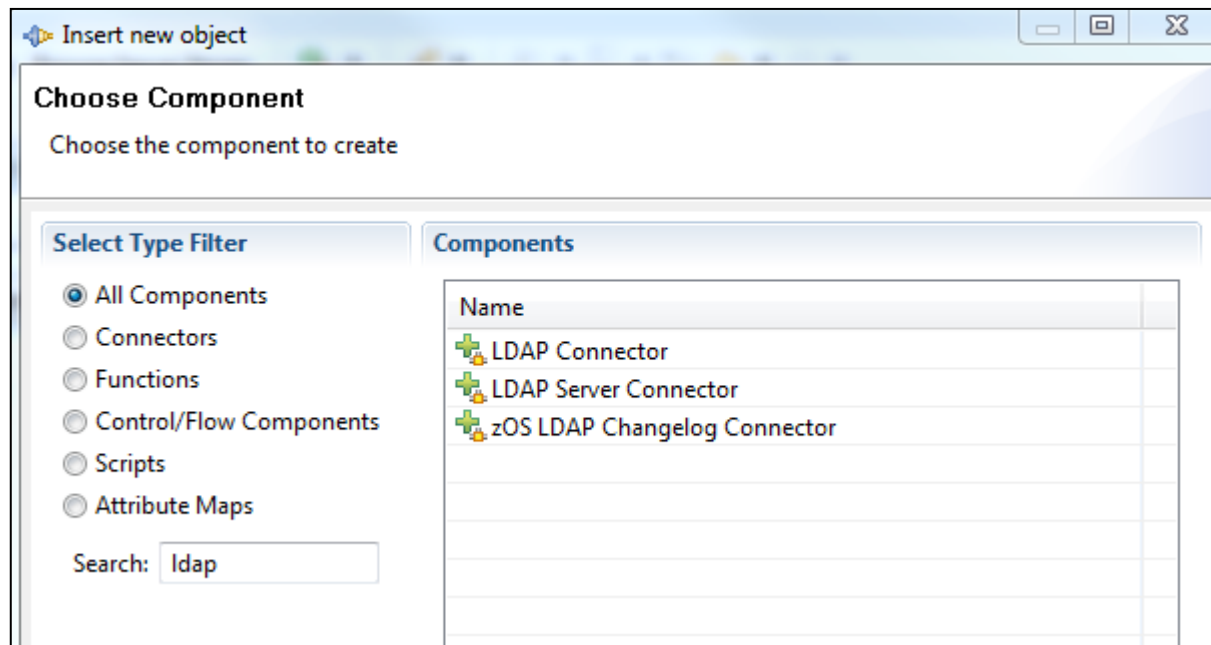 Insert new object
Choose Component
Choose the component to create
Select Type Filter
All Components
Connectors
Functions
Control/Flow Components
Scripts
Attribute Maps
Search: ldap
Components
Name
LDAP Connector
LDAP Server Connector
zOS LDAP Changelog Connector